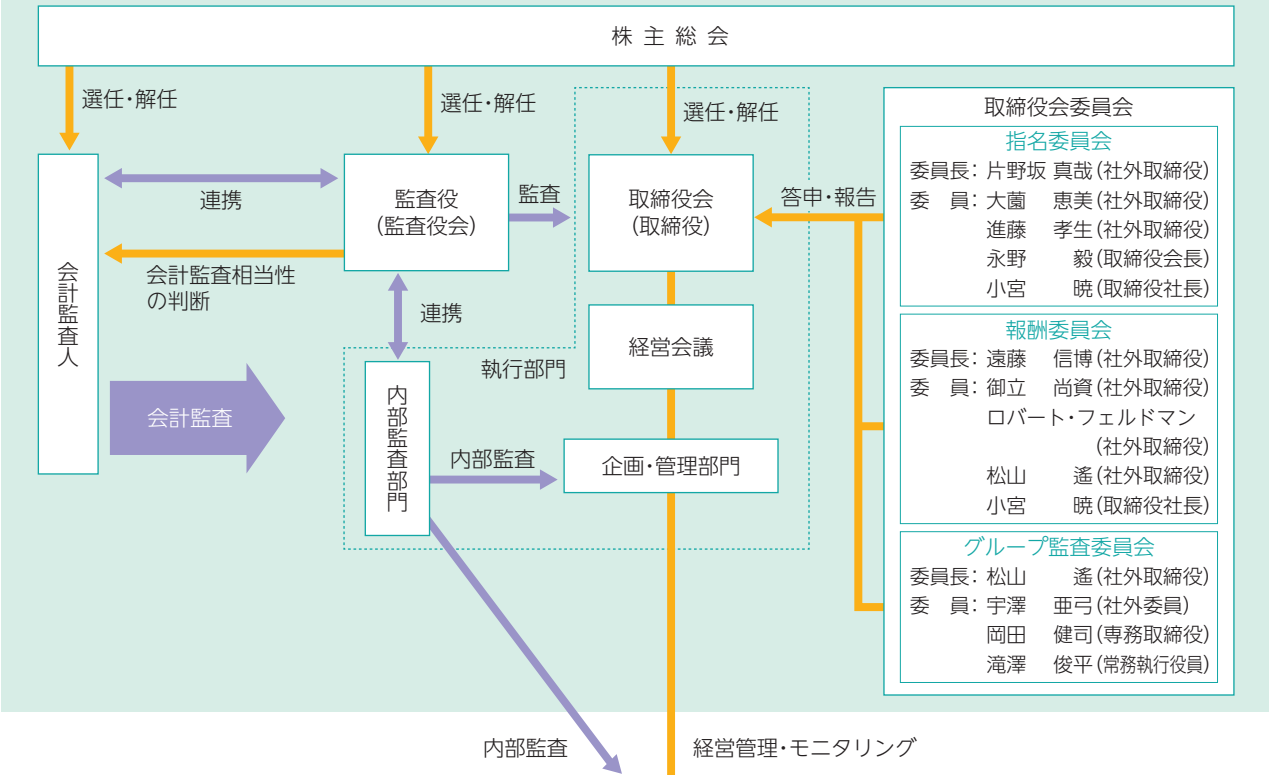 株主総会
選任・解任
選任・解任
選任・解任
会計監査人
連携
監査役
(監査役会)
監査
取締役会
(取締役)
答申・報告
会計監査相当性
の判断
連携
経営会議
執行部門
会計監査
内部監査部門
内部監査
企画・管理部門
内部監査
経営管理・モニタリング
取締役会委員会
指名委員会
委員長：片野坂 真哉(社外取締役)
委　員：大薗　恵美(社外取締役)
進藤　孝生(社外取締役)
永野　毅(取締役会長)
小宮　暁(取締役社長)
報酬委員会
委員長：遠藤　信博(社外取締役)
委　員：御立　尚資(社外取締役)
ロバート・フェルドマン
(社外取締役)
松山　遙(社外取締役)
小宮　暁(取締役社長)
グループ監査委員会
委員長：松山　遙(社外取締役)
委　員：宇澤　亜弓(社外委員)
岡田　健司(専務取締役)
滝澤　俊平(常務執行役員)